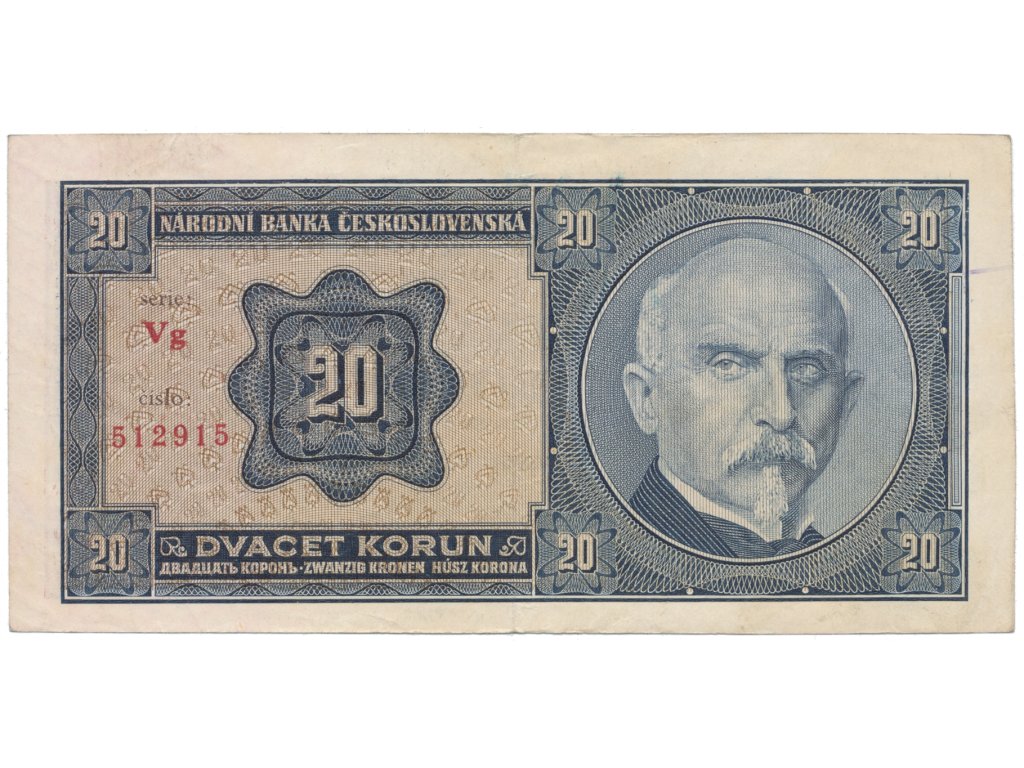 20 20 20
NÁRODNÍ BANKA ČESKOSLOVENSKÁ
serie:
Vg
20
číslo:
512915
20 20 20
DVACET KORUN
ДВАДЦАТЬ КОРОНЪ · ZWANZIG KRONEN HÚSZ KORONA